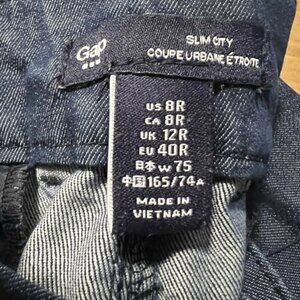 Gap
SLIM CITY
COUPE URBAINE ÉTROITE
US 8R
CA 8R
UK 12R
EU 40R
日本 W 75
中国 165/74A
MADE IN
VIETNAM